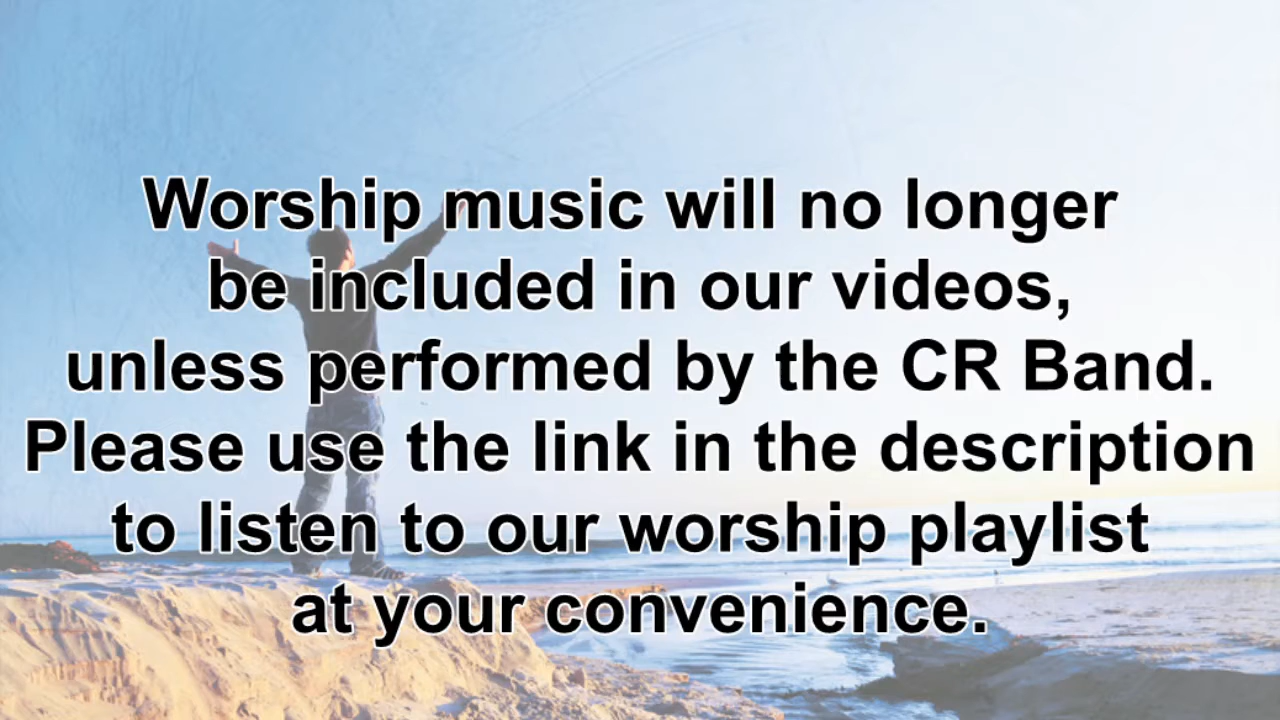 Worship music will no longer
be included in our videos,
unless performed by the CR Band.
Please use the link in the description
to listen to our worship playlist
at your convenience.